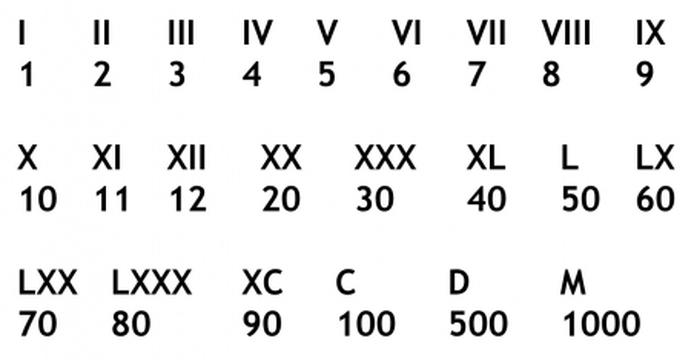 I II III IV V VI VII VIII IX
1 2 3 4 5 6 7 8 9
X XI XII XX XXX XL L LX
10 11 12 20 30 40 50 60
LXX LXXX XC C D M
70 80 90 100 500 1000